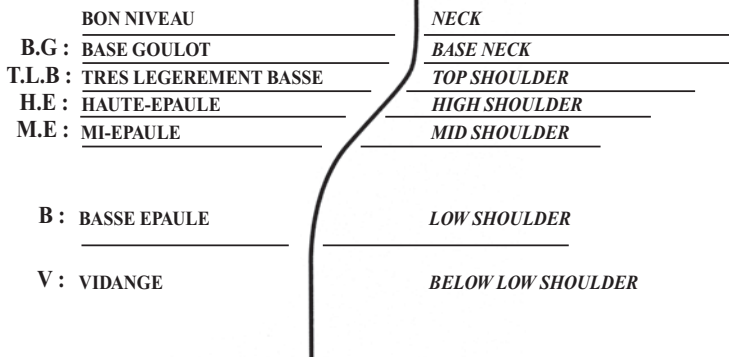 BON NIVEAU NECK
B.G : BASE GOULOT BASE NECK
T.L.B : TRES LEGEREMENT BASSE TOP SHOULDER
H.E : HAUTE-EPAULE HIGH SHOULDER
M.E : MI-EPAULE MID SHOULDER
B : BASSE EPAULE LOW SHOULDER
V : VIDANGE BELOW LOW SHOULDER